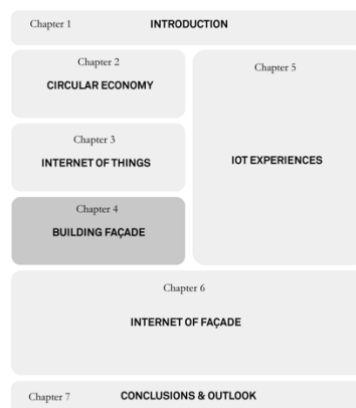 Chapter 1 INTRODUCTION
Chapter 2
CIRCULAR ECONOMY
Chapter 3
INTERNET OF THINGS
Chapter 4
BUILDING FAÇADE
Chapter 5
IOT EXPERIENCES
Chapter 6
INTERNET OF FAÇADE
Chapter 7 CONCLUSIONS & OUTLOOK